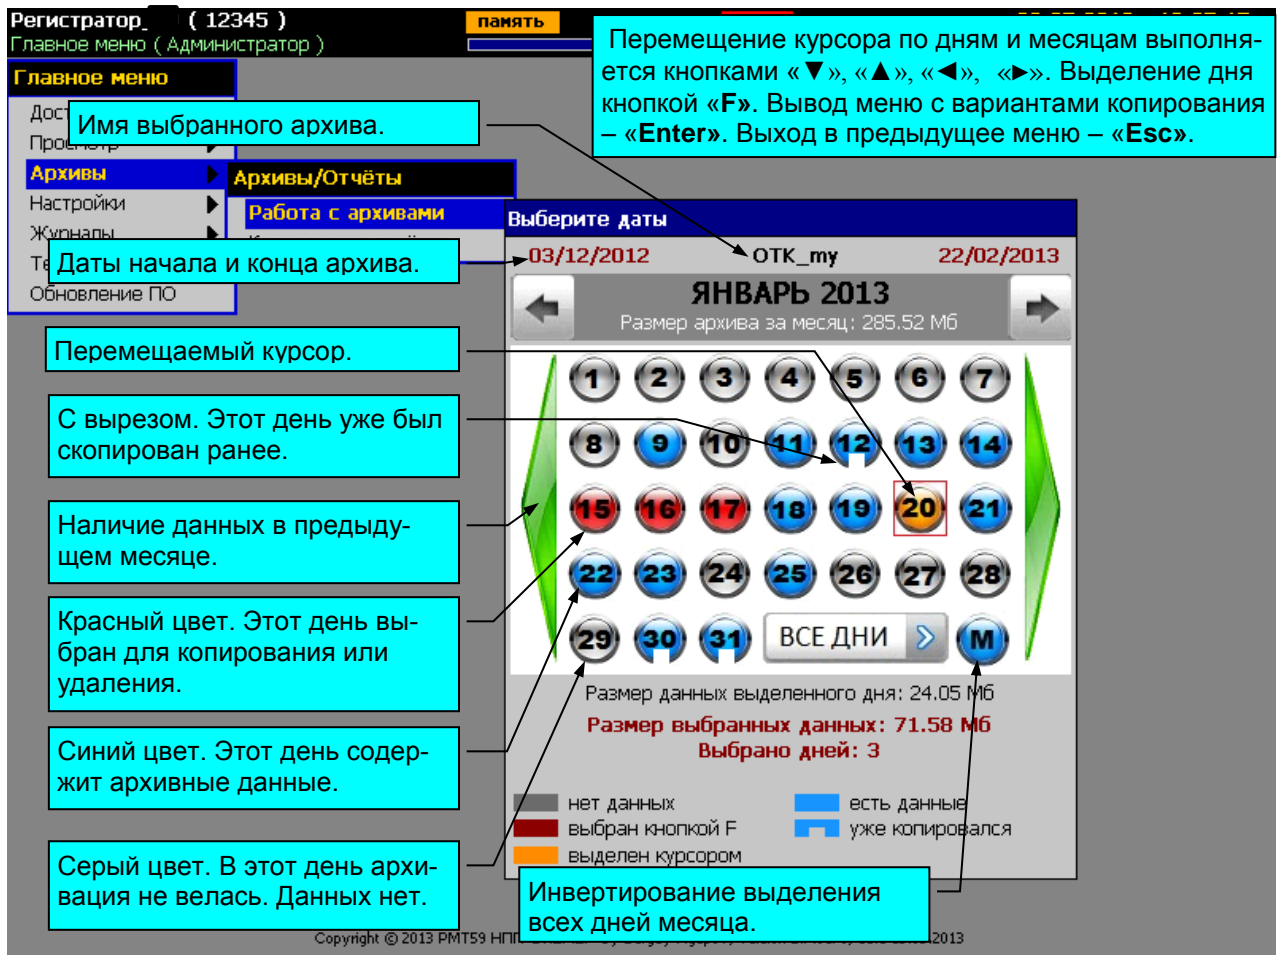 Регистратор_ ( 12345 )
память
Главное меню ( Администратор )
Перемещение курсора по дням и месяцам выполня-
ется кнопками «▼», «▲», «◄», «►». Выделение дня
кнопкой «F». Вывод меню с вариантами копирования
– «Enter». Выход в предыдущее меню – «Esc».
Главное меню
Имя выбранного архива.
Архивы
Архивы/Отчёты
Настройки
Работа с архивами
Журналы
Даты начала и конца архива.
Обновление ПО
Выберите даты
03/12/2012 OTK_my 22/02/2013
ЯНВАРЬ 2013
Размер архива за месяц: 285.52 Мб
Перемещаемый курсор.
1 2 3 4 5 6 7
С вырезом. Этот день уже был
скопирован ранее.
8 9 10 11 12 13 14
Наличие данных в предыду-
щем месяце.
15 16 17 18 19 20 21
22 23 24 25 26 27 28
Красный цвет. Этот день вы-
бран для копирования или
удаления.
29 30 31 ВСЕ ДНИ M
Размер данных выделенного дня: 24.05 Мб
Размер выбранных данных: 71.58 Мб
Выбрано дней: 3
Синий цвет. Этот день содер-
жит архивные данные.
нет данных есть данные
выбран кнопкой F уже копировался
выделен курсором
Серый цвет. В этот день архи-
вация не велась. Данных нет.
Инвертирование выделения
всех дней месяца.
Copyright © 2013 РМТ59
2013